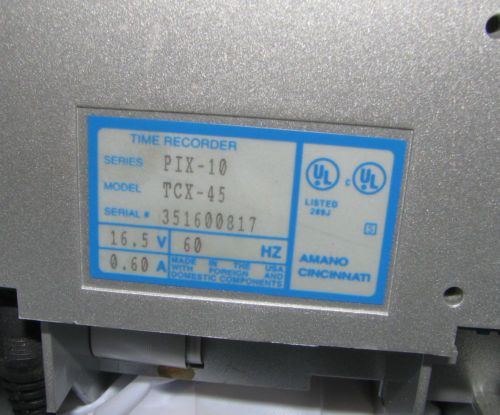 TIME RECORDER
SERIES PIX-10
MODEL TCX-45
SERIAL # 351600817
16.5 V 60 HZ
0.60 A
MADE IN THE USA
WITH FOREIGN AND
DOMESTIC COMPONENTS
UL C UL
LISTED
289J
S
AMANO
CINCINNATI